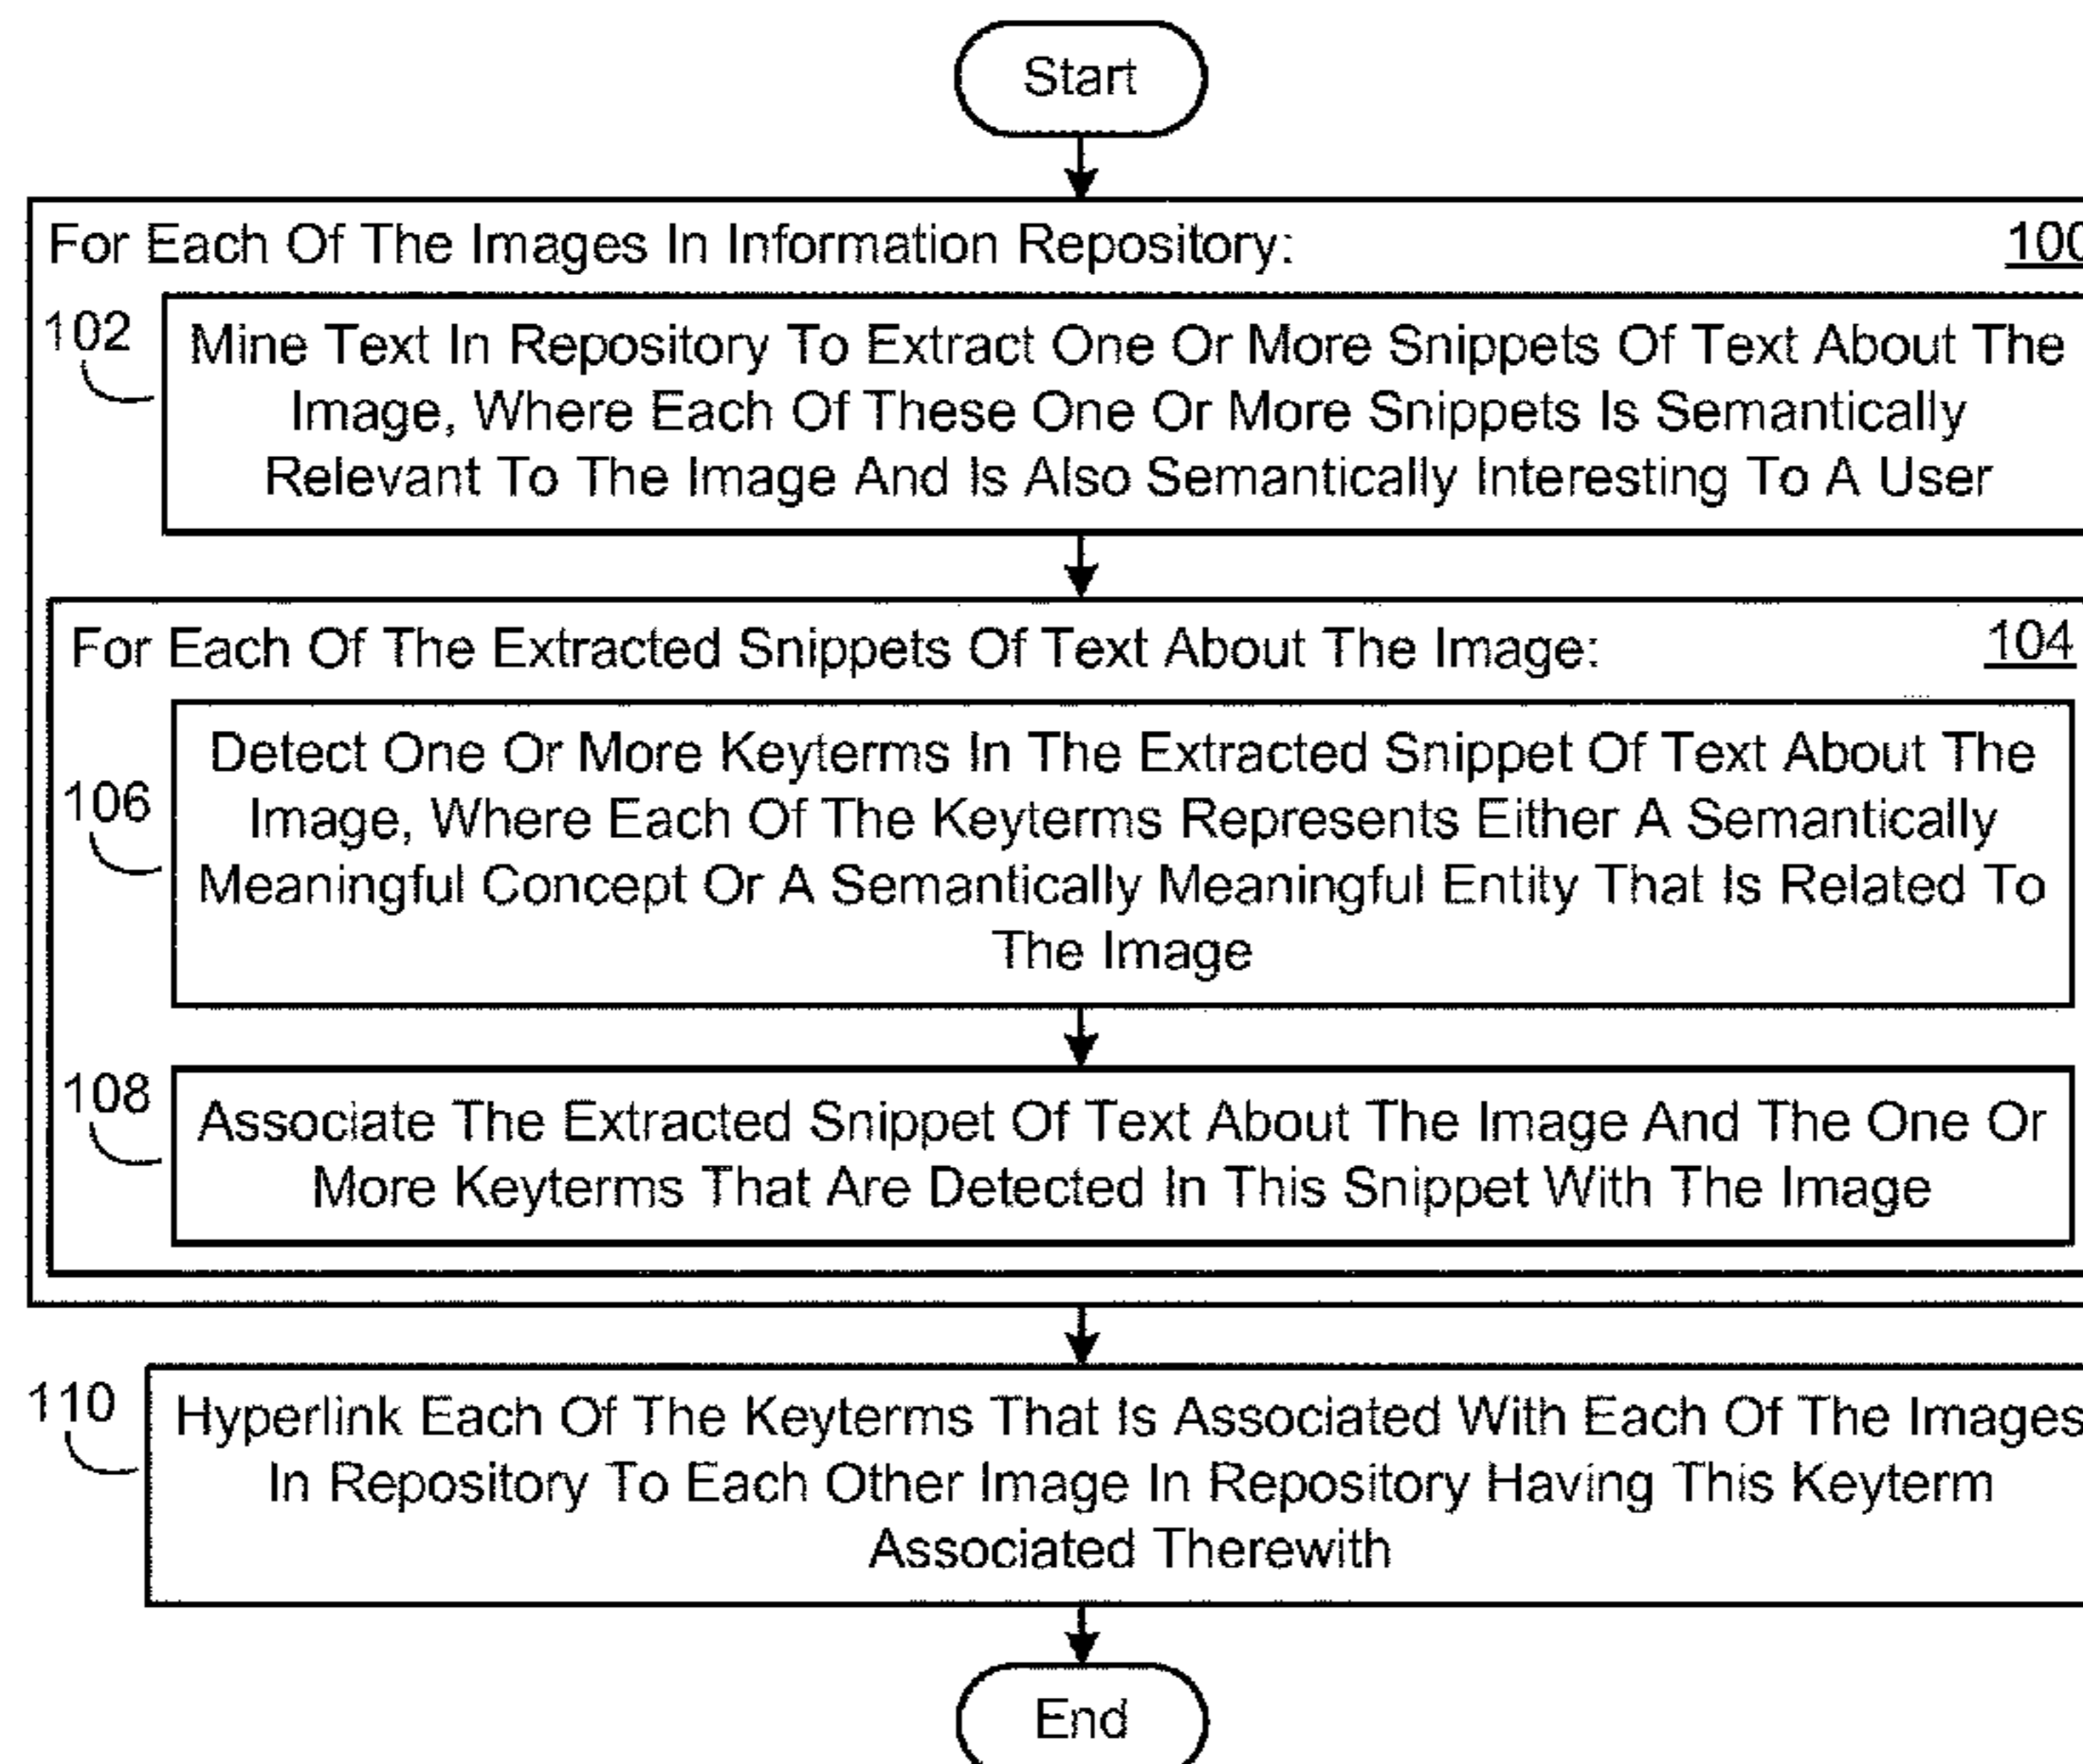 Start
For Each Of The Images In Information Repository:
100
102
Mine Text In Repository To Extract One Or More Snippets Of Text About The
Image, Where Each Of These One Or More Snippets Is Semantically
Relevant To The Image And Is Also Semantically Interesting To A User
For Each Of The Extracted Snippets Of Text About The Image:
104
106
Detect One Or More Keyterms In The Extracted Snippet Of Text About The
Image, Where Each Of The Keyterms Represents Either A Semantically
Meaningful Concept Or A Semantically Meaningful Entity That Is Related To
The Image
108
Associate The Extracted Snippet Of Text About The Image And The One Or
More Keyterms That Are Detected In This Snippet With The Image
110
Hyperlink Each Of The Keyterms That Is Associated With Each Of The Images
In Repository To Each Other Image In Repository Having This Keyterm
Associated Therewith
End